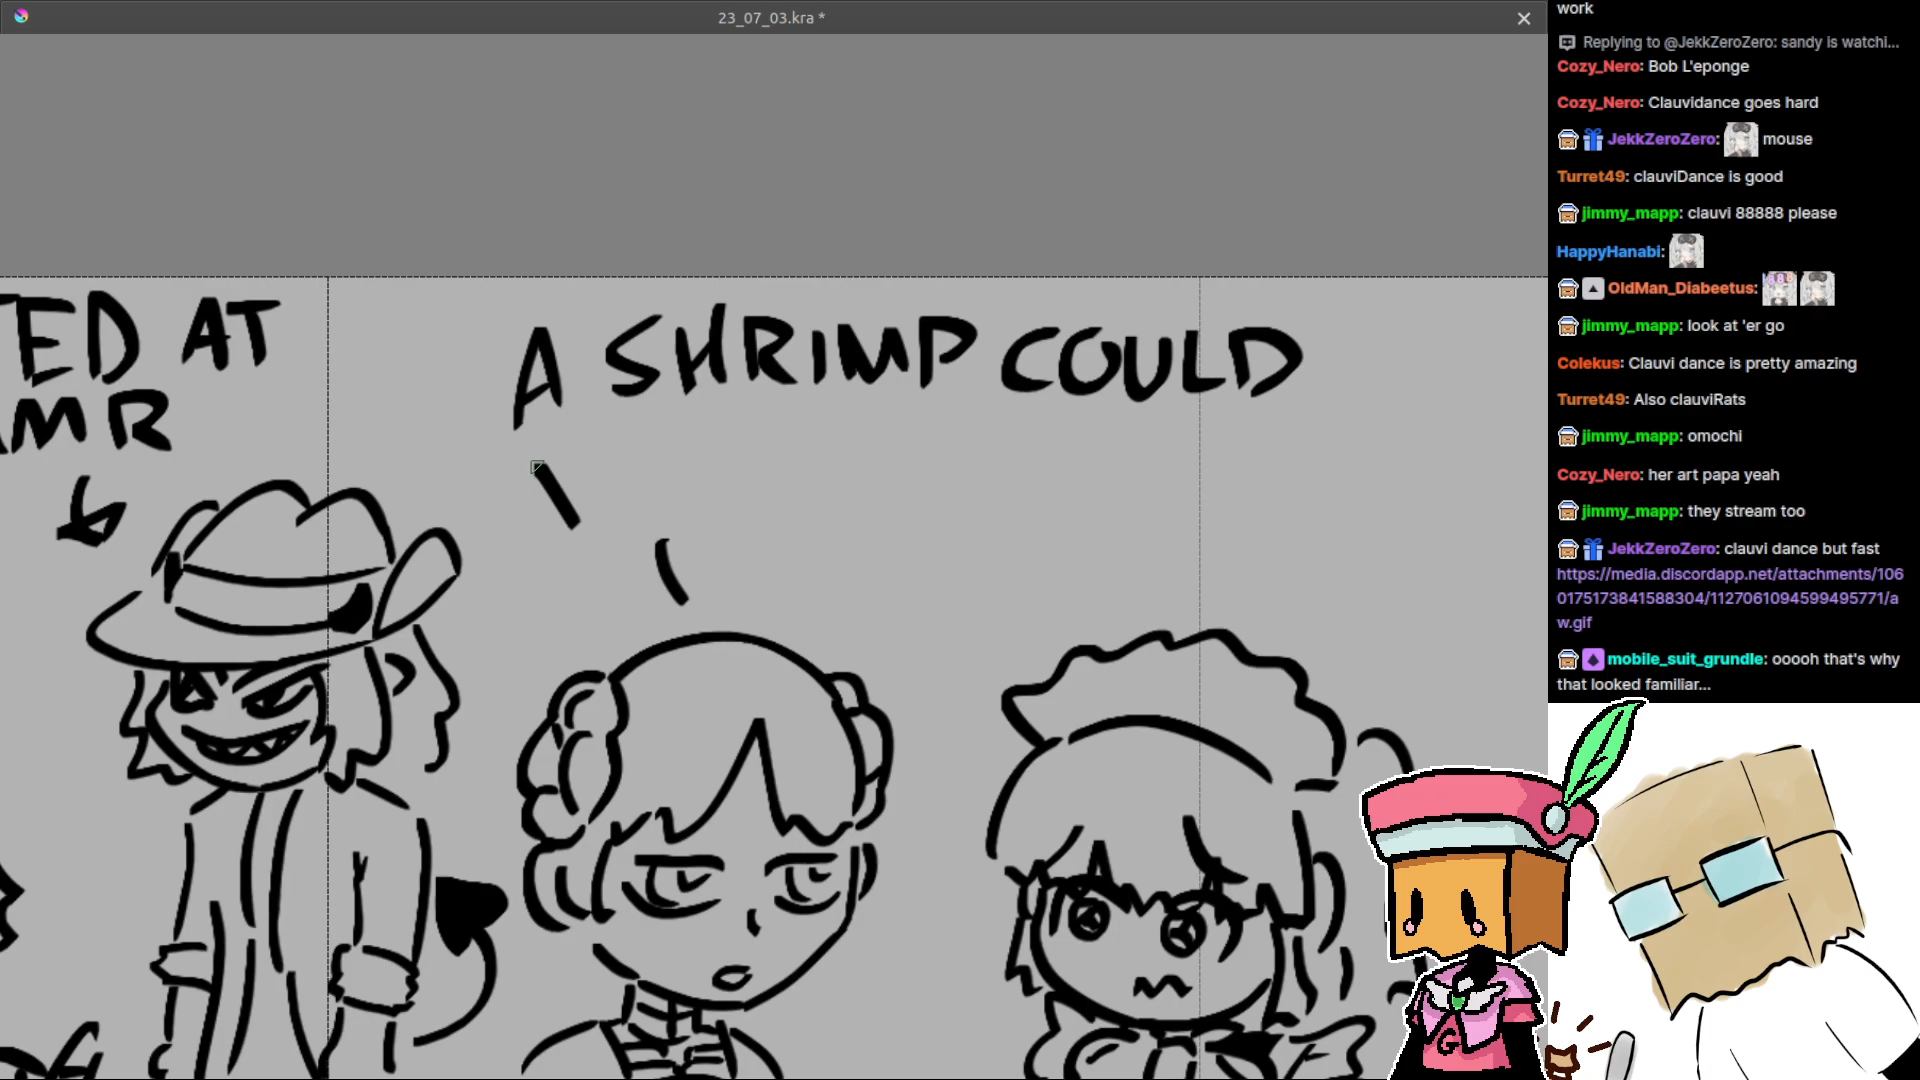 23_07_03.kra *
TED AT
MR
A SHRIMP COULD
work
Replying to @JekkZeroZero: sandy is watchi...
Cozy_Nero: Bob L'eponge
Cozy_Nero: Clauvidance goes hard
JekkZeroZero: mouse
Turret49: clauviDance is good
jimmy_mapp: clauvi 88888 please
HappyHanabi:
OldMan_Diabeetus:
jimmy_mapp: look at 'er go
Colekus: Clauvi dance is pretty amazing
Turret49: Also clauviRats
jimmy_mapp: omochi
Cozy_Nero: her art papa yeah
jimmy_mapp: they stream too
JekkZeroZero: clauvi dance but fast
https://media.discordapp.net/attachments/106
0175173841588304/1127061094599495771/a
w.gif
mobile_suit_grundle: ooooh that's why
that looked familiar...
G